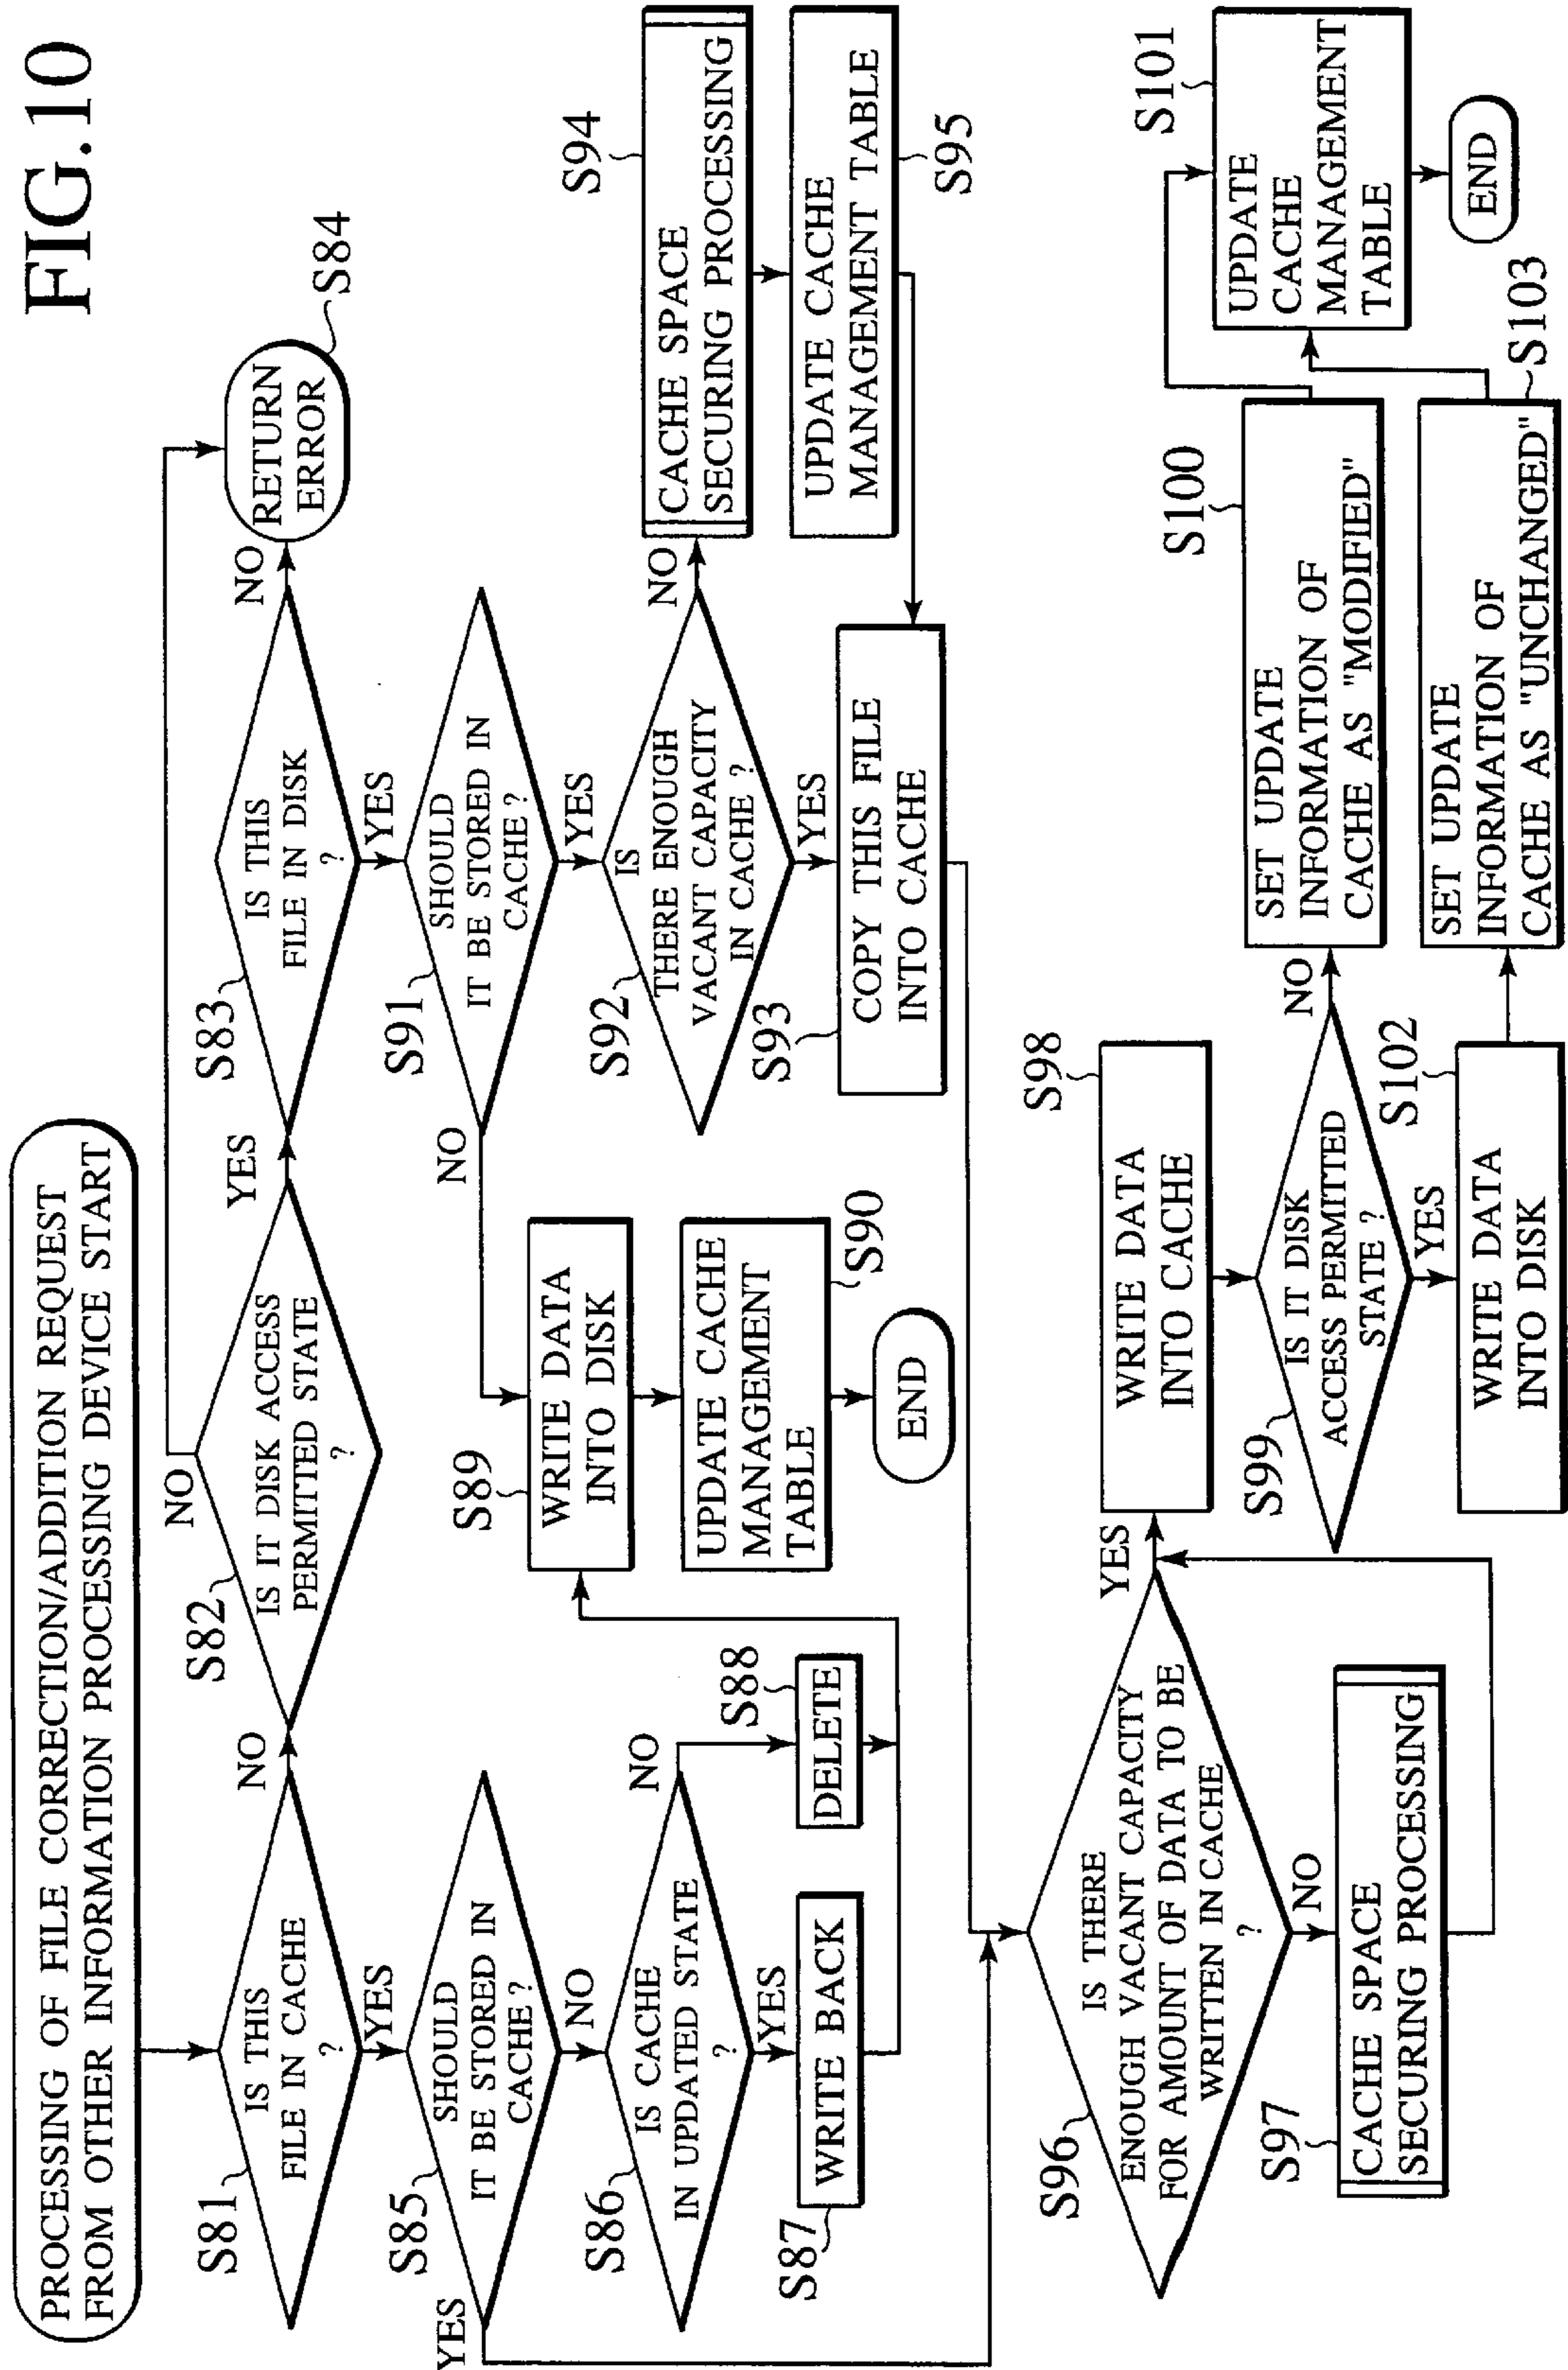 FIG.10
PROCESSING OF FILE CORRECTION/ADDITION REQUEST
FROM OTHER INFORMATION PROCESSING DEVICE START
S81
IS THIS
FILE IN CACHE
?
NO
YES
S82
IS IT DISK ACCESS
PERMITTED STATE
?
NO
YES
S83
IS THIS
FILE IN DISK
?
NO
YES
RETURN
ERROR
S84
S85
SHOULD
IT BE STORED IN
CACHE?
YES
NO
S86
IS CACHE
IN UPDATED STATE
?
NO
YES
S87
WRITE BACK
S88
DELETE
S89
WRITE DATA
INTO DISK
UPDATE CACHE
MANAGEMENT
TABLE
S90
END
S91
SHOULD
IT BE STORED IN
CACHE?
NO
YES
S92
IS
THERE ENOUGH
VACANT CAPACITY
IN CACHE ?
NO
YES
S93
COPY THIS FILE
INTO CACHE
S94
CACHE SPACE
SECURING PROCESSING
UPDATE CACHE
MANAGEMENT TABLE
S95
S96
IS THERE
ENOUGH VACANT CAPACITY
FOR AMOUNT OF DATA TO BE
WRITTEN IN CACHE
?
YES
NO
S97
CACHE SPACE
SECURING PROCESSING
S98
WRITE DATA
INTO CACHE
S99
IS IT DISK
ACCESS PERMITTED
STATE ?
NO
YES
S102
WRITE DATA
INTO DISK
S100
SET UPDATE
INFORMATION OF
CACHE AS "MODIFIED"
SET UPDATE
INFORMATION OF
CACHE AS "UNCHANGED"
S103
S101
UPDATE
CACHE
MANAGEMENT
TABLE
END